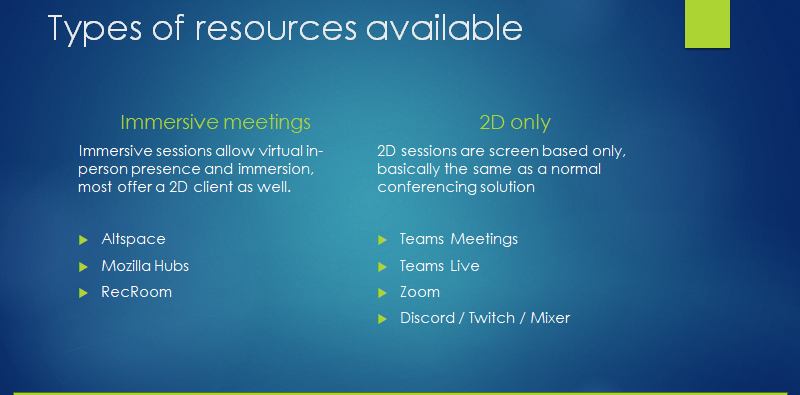 Types of resources available
Immersive meetings
Immersive sessions allow virtual in-
person presence and immersion,
most offer a 2D client as well.
Altspace
Mozilla Hubs
RecRoom
2D only
2D sessions are screen based only,
basically the same as a normal
conferencing solution
Teams Meetings
Teams Live
Zoom
Discord / Twitch / Mixer